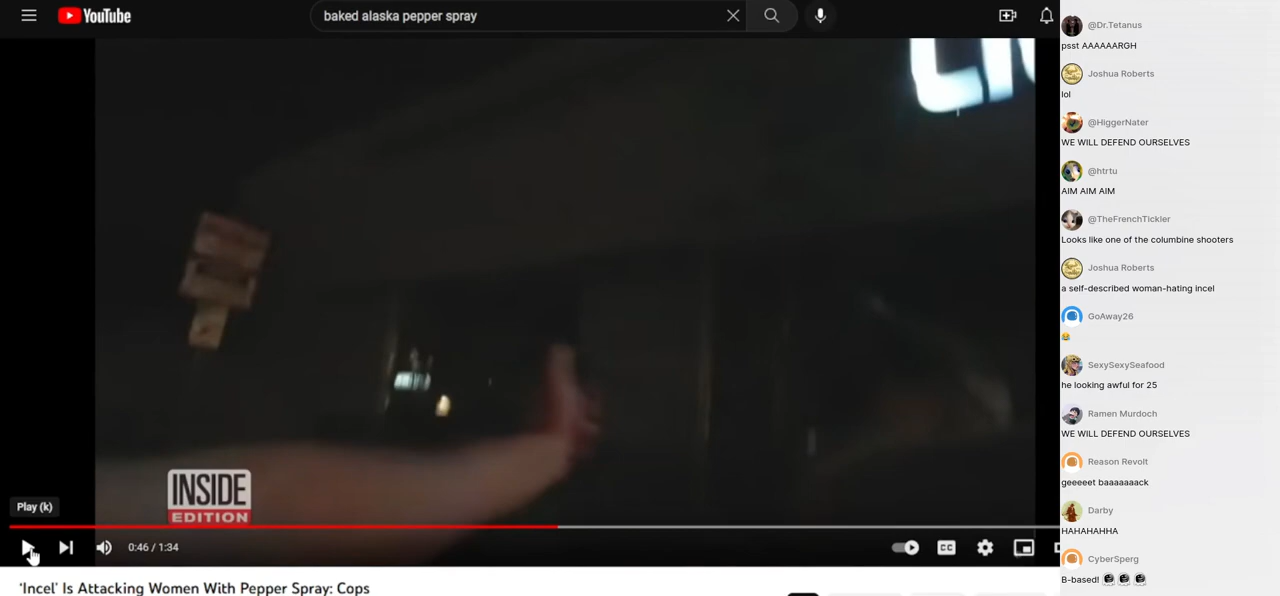 YouTube
baked alaska pepper spray
INSIDE
EDITION
Play (k)
0:46 / 1:34
CC
'Incel' Is Attacking Women With Pepper Spray: Cops
@Dr.Tetanus
psst AAAAAARGH
Joshua Roberts
lol
@HiggerNater
WE WILL DEFEND OURSELVES
@htrtu
AIM AIM AIM
@TheFrenchTickler
Looks like one of the columbine shooters
Joshua Roberts
a self-described woman-hating incel
GoAway26
😂
SexySexySeafood
he looking awful for 25
Ramen Murdoch
WE WILL DEFEND OURSELVES
Reason Revolt
geeeeet baaaaaaack
Darby
HAHAHAHHA
CyberSperg
B-based!